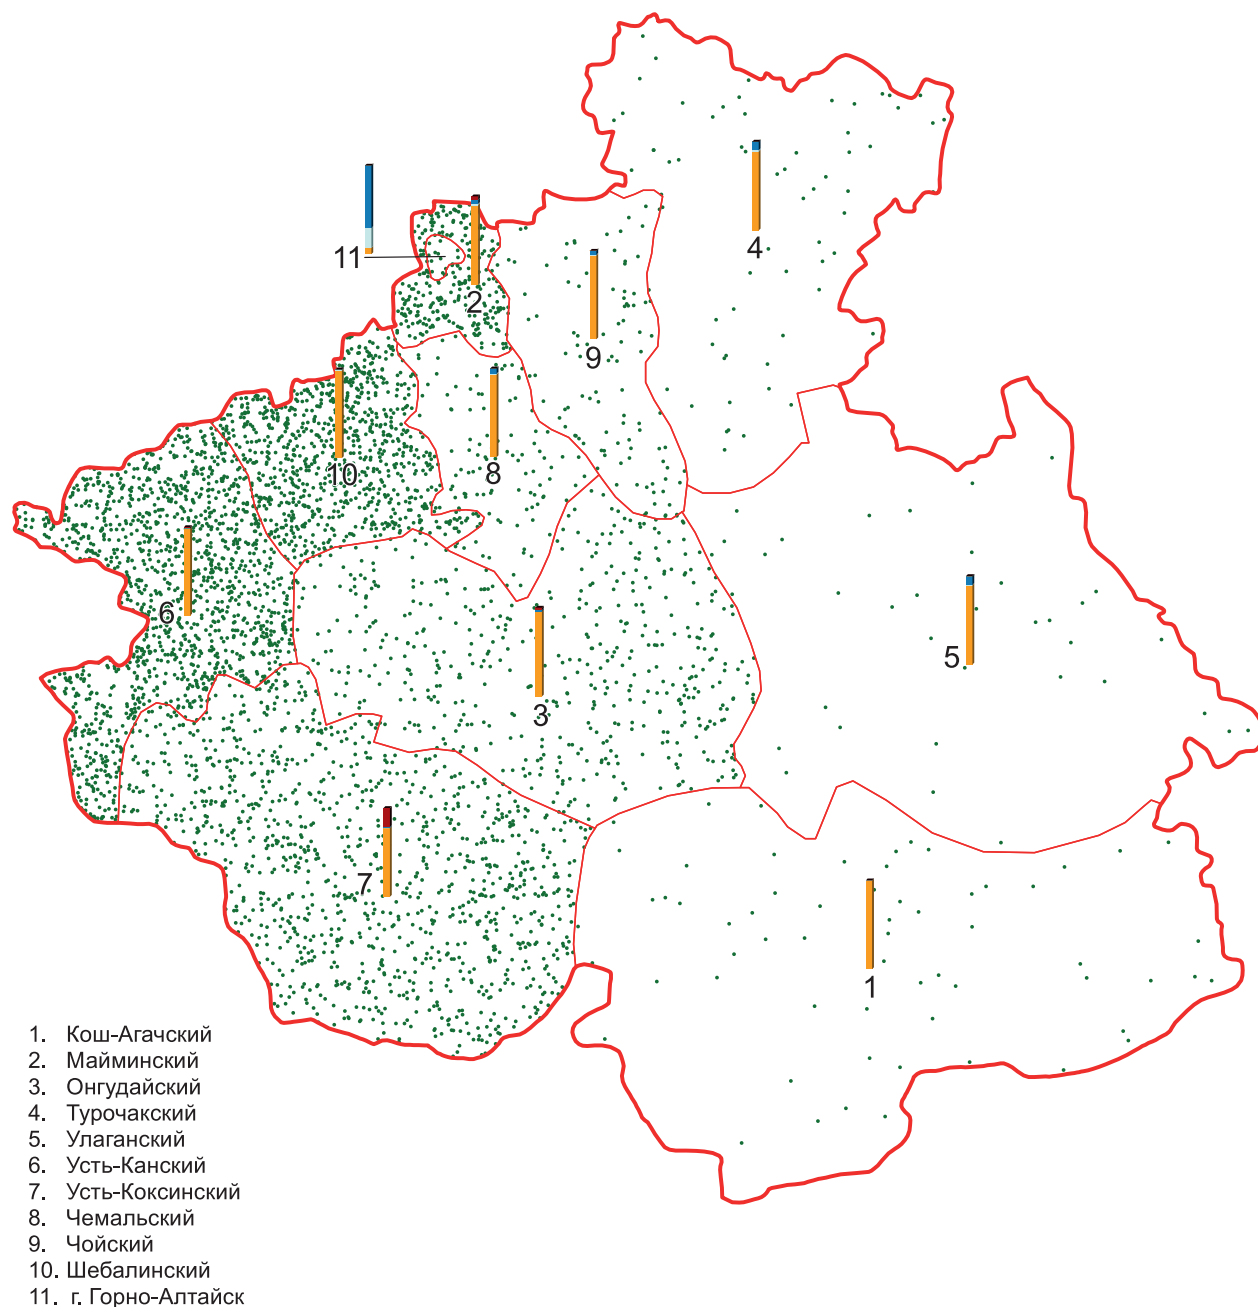 4
11
2
9
8
10
6
5
3
7
1
1. Кош-Агачский
2. Майминский
3. Онгудайский
4. Турочакский
5. Улаганский
6. Усть-Канский
7. Усть-Коксинский
8. Чемальский
9. Чойский
10. Шебалинский
11. г. Горно-Алтайск